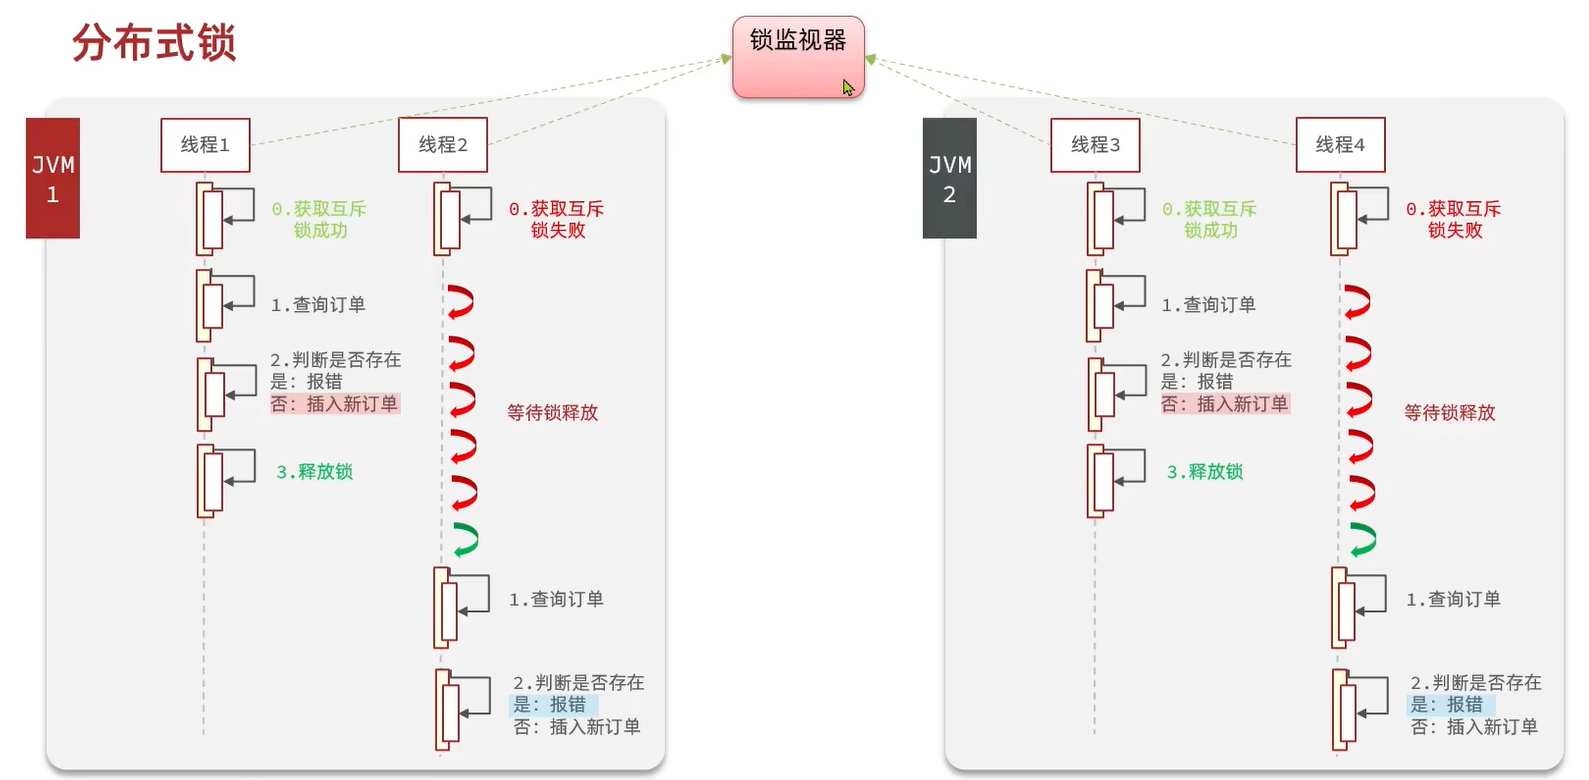 分布式锁
锁监视器
JVM
1
线程1
0.获取互斥
锁成功
1.查询订单
2.判断是否存在
是：报错
否：插入新订单
3.释放锁
线程2
0.获取互斥
锁失败
等待锁释放
1.查询订单
2.判断是否存在
是：报错
否：插入新订单
JVM
2
线程3
0.获取互斥
锁成功
1.查询订单
2.判断是否存在
是：报错
否：插入新订单
3.释放锁
线程4
0.获取互斥
锁失败
等待锁释放
1.查询订单
2.判断是否存在
是：报错
否：插入新订单